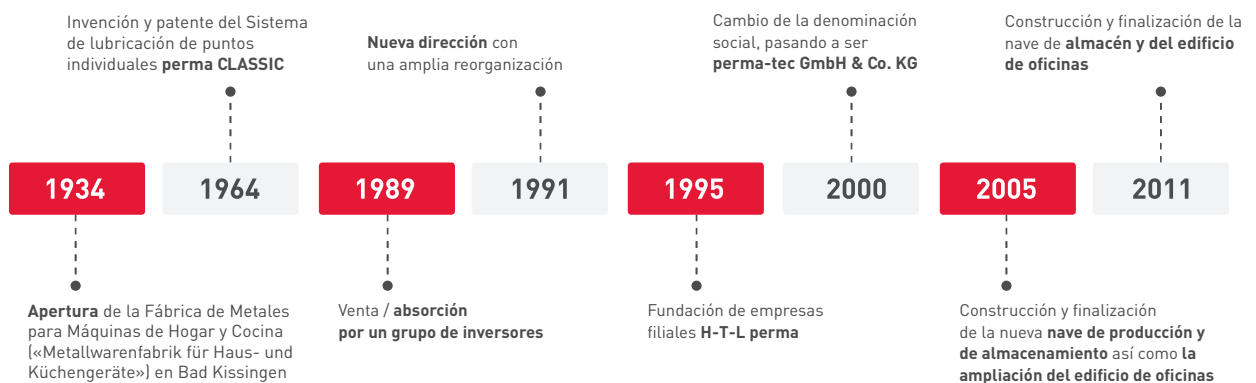 Invención y patente del Sistema
de lubricación de puntos
individuales perma CLASSIC
Nueva dirección con
una amplia reorganización
Cambio de la denominación
social, pasando a ser
perma-tec GmbH & Co. KG
Construcción y finalización de la
nave de almacén y del edificio
de oficinas
1934
1964
1989
1991
1995
2000
2005
2011
Apertura de la Fábrica de Metales
para Máquinas de Hogar y Cocina
(«Metallwarenfabrik für Haus- und
Küchengeräte») en Bad Kissingen
Venta / absorción
por un grupo de inversores
Fundación de empresas
filiales H-T-L perma
Construcción y finalización
de la nueva nave de producción y
de almacenamiento así como la
ampliación del edificio de oficinas